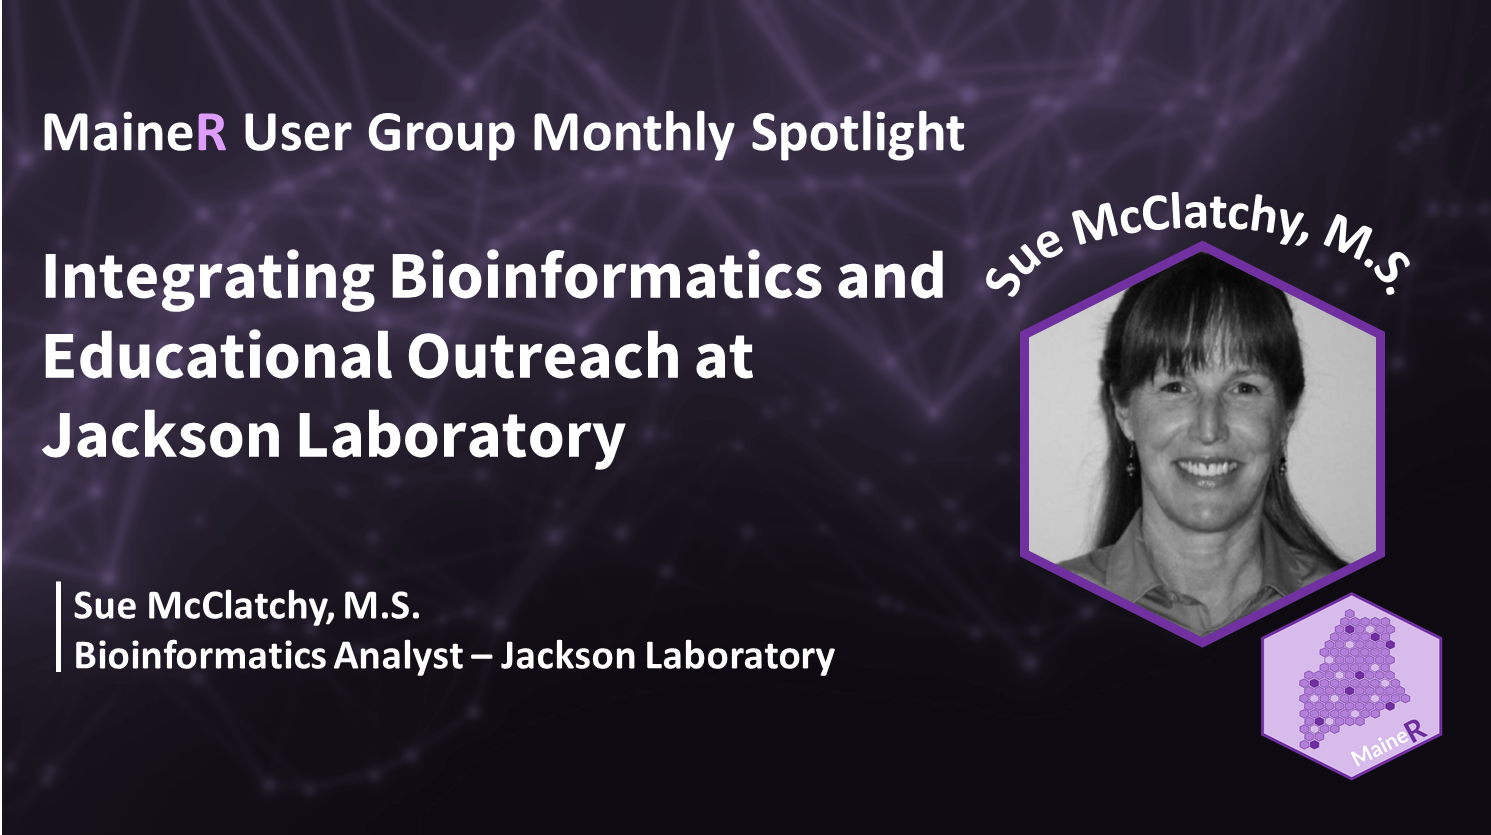 MaineR User Group Monthly Spotlight
Integrating Bioinformatics and
Educational Outreach at
Jackson Laboratory
Sue McClatchy, M.S.
Sue McClatchy, M.S.
Bioinformatics Analyst – Jackson Laboratory
MaineR